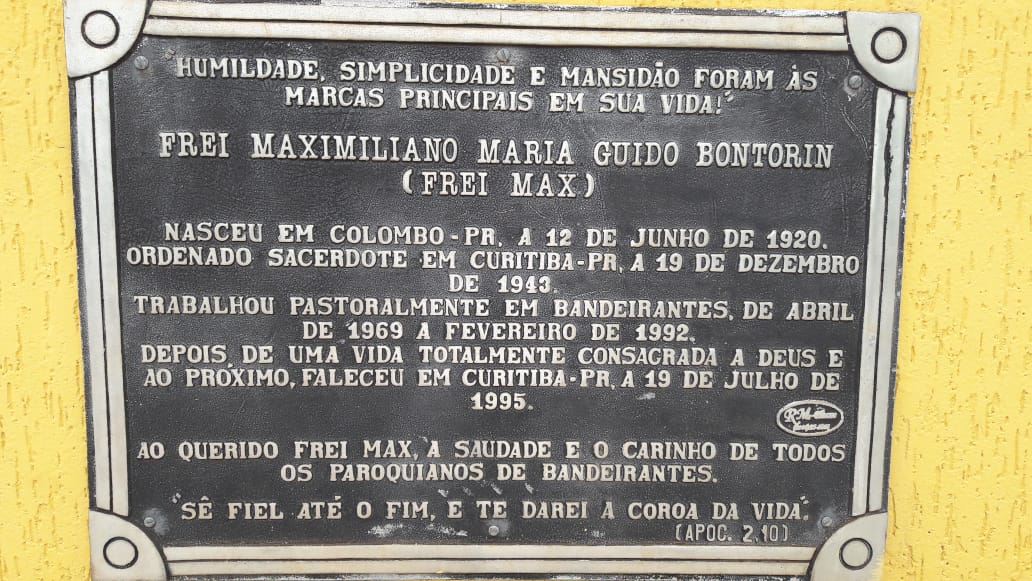 "HUMILDADE, SIMPLICIDADE E MANSIDÃO FORAM ÀS
MARCAS PRINCIPAIS EM SUA VIDA!"
FREI MAXIMILIANO MARIA GUIDO BONTORIN
(FREI MAX)
NASCEU EM COLOMBO-PR, A 12 DE JUNHO DE 1920.
ORDENADO SACERDOTE EM CURITIBA-PR, A 19 DE DEZEMBRO
DE 1943.
TRABALHOU PASTORALMENTE EM BANDEIRANTES, DE ABRIL
DE 1969 A FEVEREIRO DE 1992.
DEPOIS, DE UMA VIDA TOTALMENTE CONSAGRADA A DEUS E
AO PRÓXIMO, FALECEU EM CURITIBA-PR, A 19 DE JULHO DE
1995.
AO QUERIDO FREI MAX, A SAUDADE E O CARINHO DE TODOS
OS PAROQUIANOS DE BANDEIRANTES.
"SÊ FIEL ATÉ O FIM, E TE DAREI A COROA DA VIDA".
(APOC. 2,10)